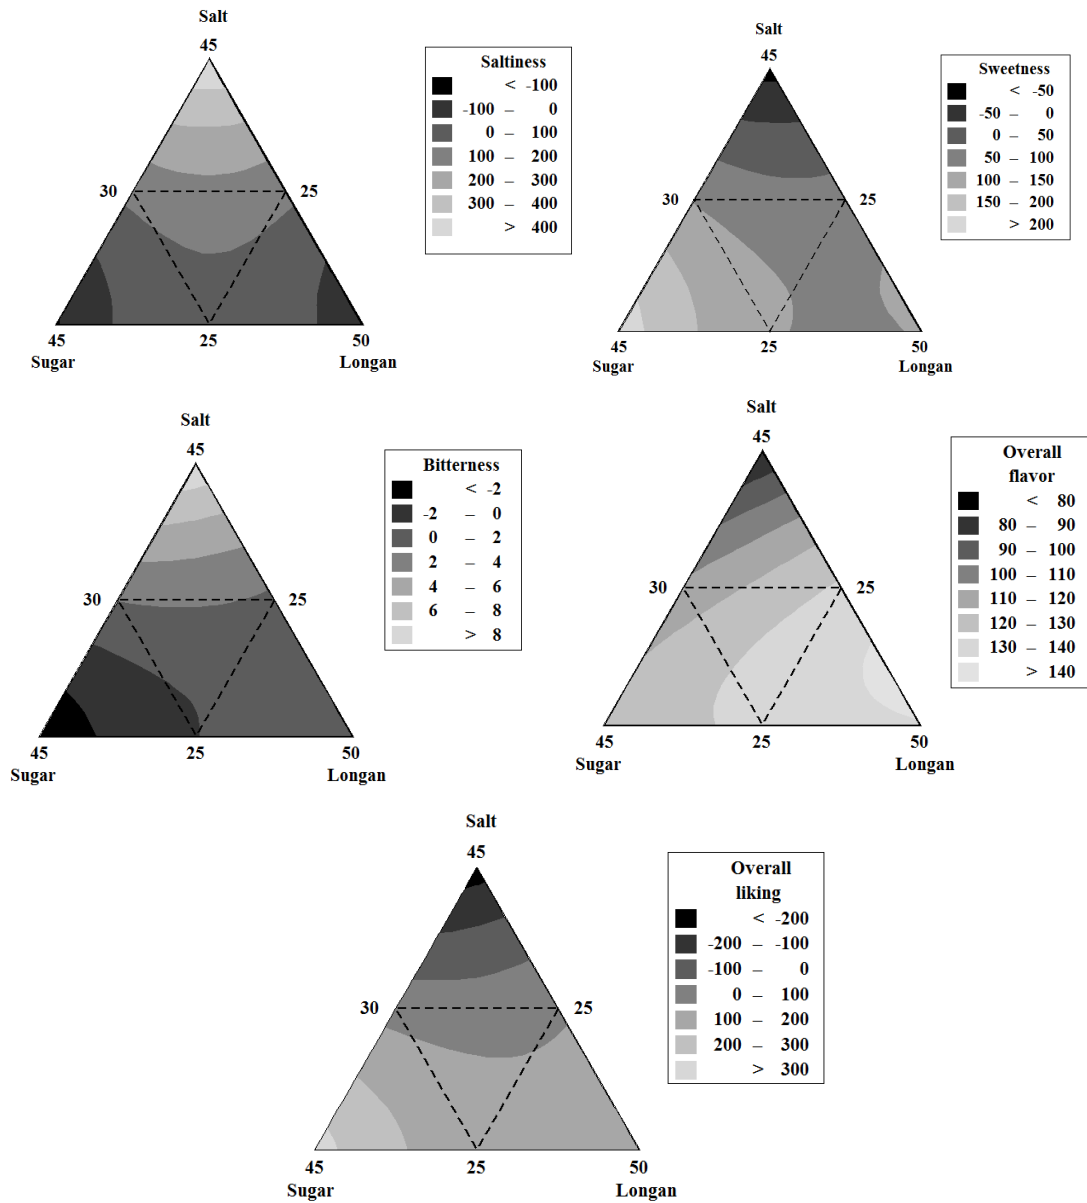 Salt
45
30
25
45
25
50
Sugar
Longan
Saltiness
< -100
-100 – 0
0 – 100
100 – 200
200 – 300
300 – 400
> 400
Salt
45
30
25
45
25
50
Sugar
Longan
Sweetness
< -50
-50 – 0
0 – 50
50 – 100
100 – 150
150 – 200
> 200
Salt
45
30
25
45
25
50
Sugar
Longan
Bitterness
< -2
-2 – 0
0 – 2
2 – 4
4 – 6
6 – 8
> 8
Salt
45
30
25
45
25
50
Sugar
Longan
Overall
flavor
< 80
80 – 90
90 – 100
100 – 110
110 – 120
120 – 130
130 – 140
> 140
Salt
45
30
25
45
25
50
Sugar
Longan
Overall
liking
< -200
-200 – -100
-100 – 0
0 – 100
100 – 200
200 – 300
> 300